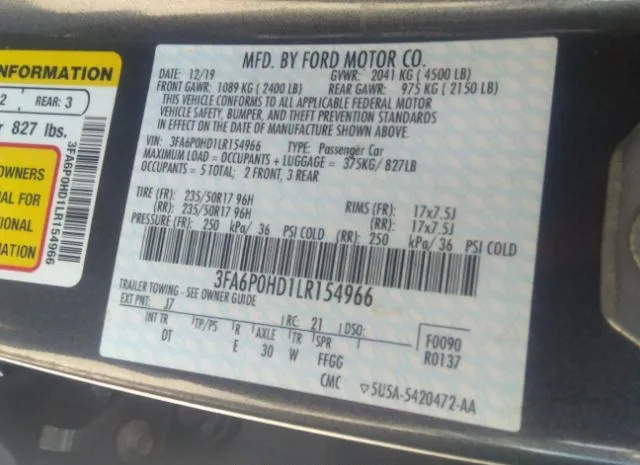 INFORMATION
2 REAR: 3
827 lbs.
OWNERS
MANUAL FOR
INFORMATION
3FA6P0HD1LR154966
MFD. BY FORD MOTOR CO.
DATE: 12/19 GVWR: 2041 KG ( 4500 LB)
FRONT GAWR: 1089 KG ( 2400 LB) REAR GAWR: 975 KG ( 2150 LB)
THIS VEHICLE CONFORMS TO ALL APPLICABLE FEDERAL MOTOR
VEHICLE SAFETY, BUMPER, AND THEFT PREVENTION STANDARDS
IN EFFECT ON THE DATE OF MANUFACTURE SHOWN ABOVE.
VIN: 3FA6P0HD1LR154966 TYPE: Passenger Car
MAXIMUM LOAD = OCCUPANTS + LUGGAGE = 375KG/ 827LB
OCCUPANTS = 5 TOTAL; 2 FRONT, 3 REAR
TIRE (FR): 235/50R17 96H RIMS (FR): 17x7.5J
(RR): 235/50R17 96H (RR): 17x7.5J
PRESSURE (FR): 250 kPa/ 36 PSI COLD (RR): 250 kPa/ 36 PSI COLD
3FA6P0HD1LR154966
TRAILER TOWING - SEE OWNER GUIDE
EXT PNT: J7 RC: 21 DSO:
INT TR TP/PS R AXLE TR SPR F0090
DT E 30 W FFGG R0137
CMC ▽5U5A-5420472-AA